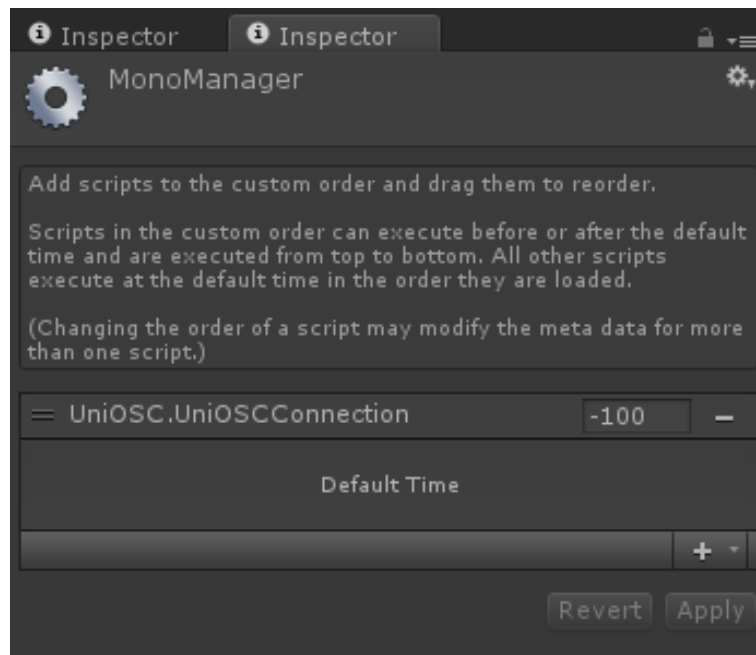 Inspector
Inspector
MonoManager
Add scripts to the custom order and drag them to reorder.
Scripts in the custom order can execute before or after the default
time and are executed from top to bottom. All other scripts
execute at the default time in the order they are loaded.
(Changing the order of a script may modify the meta data for more
than one script.)
UniOSC.UniOSCConnection -100
Default Time
Revert Apply